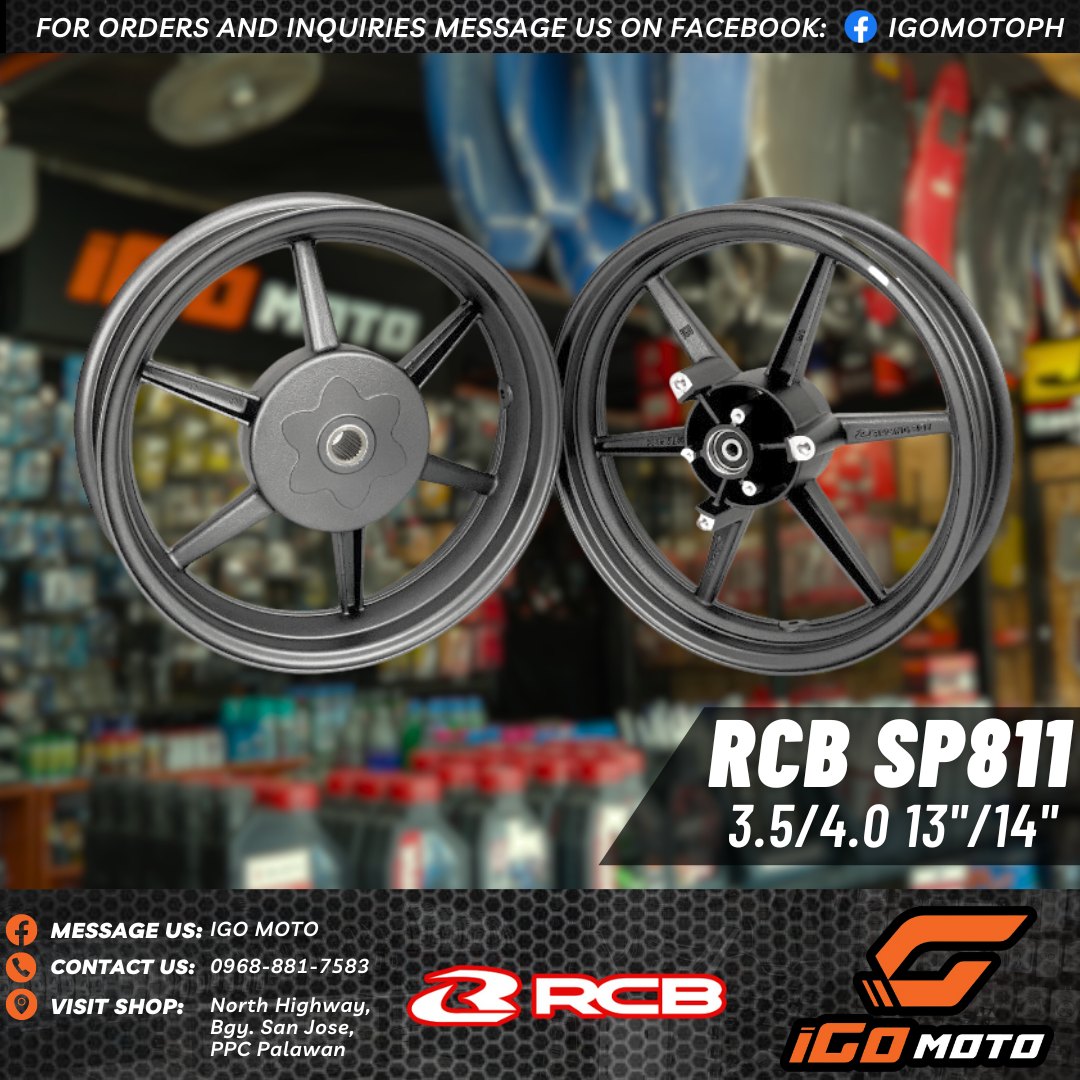 FOR ORDERS AND INQUIRIES MESSAGE US ON FACEBOOK: IGOMOTOPH
iGO MOTO
RCB SP811
3.5/4.0 13"/14"
MESSAGE US: IGO MOTO
CONTACT US: 0968-881-7583
VISIT SHOP: North Highway,
Bgy. San Jose,
PPC Palawan
RCB
iGO MOTO